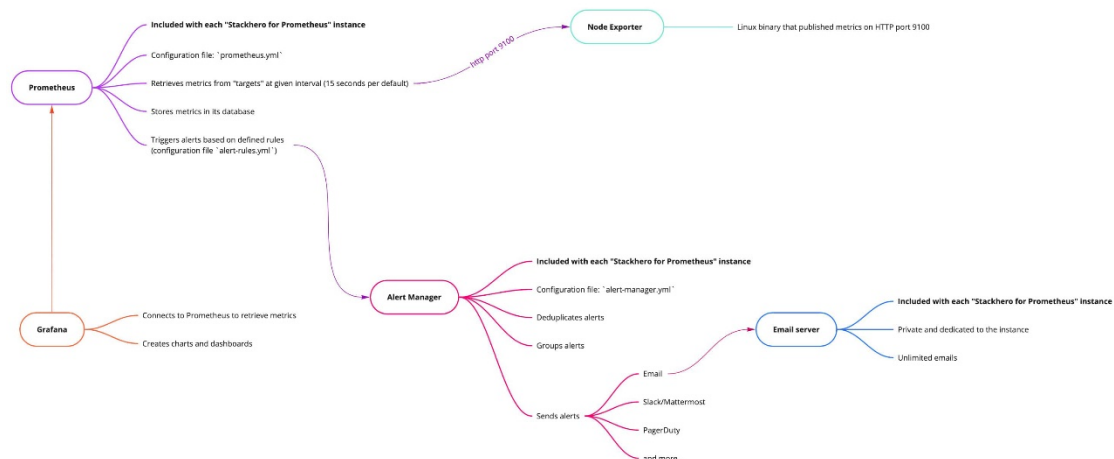 Included with each "Stackhero for Prometheus" instance
Node Exporter
Linux binary that published metrics on HTTP port 9100
http port 9100
Configuration file: `prometheus.yml`
Prometheus
Retrieves metrics from "targets" at given interval (15 seconds per default)
Stores metrics in its database
Triggers alerts based on defined rules
(configuration file `alert-rules.yml`)
Included with each "Stackhero for Prometheus" instance
Configuration file: `alert-manager.yml`
Alert Manager
Deduplicates alerts
Groups alerts
Sends alerts
Email
Slack/Mattermost
PagerDuty
and more
Included with each "Stackhero for Prometheus" instance
Email server
Private and dedicated to the instance
Unlimited emails
Grafana
Connects to Prometheus to retrieve metrics
Creates charts and dashboards